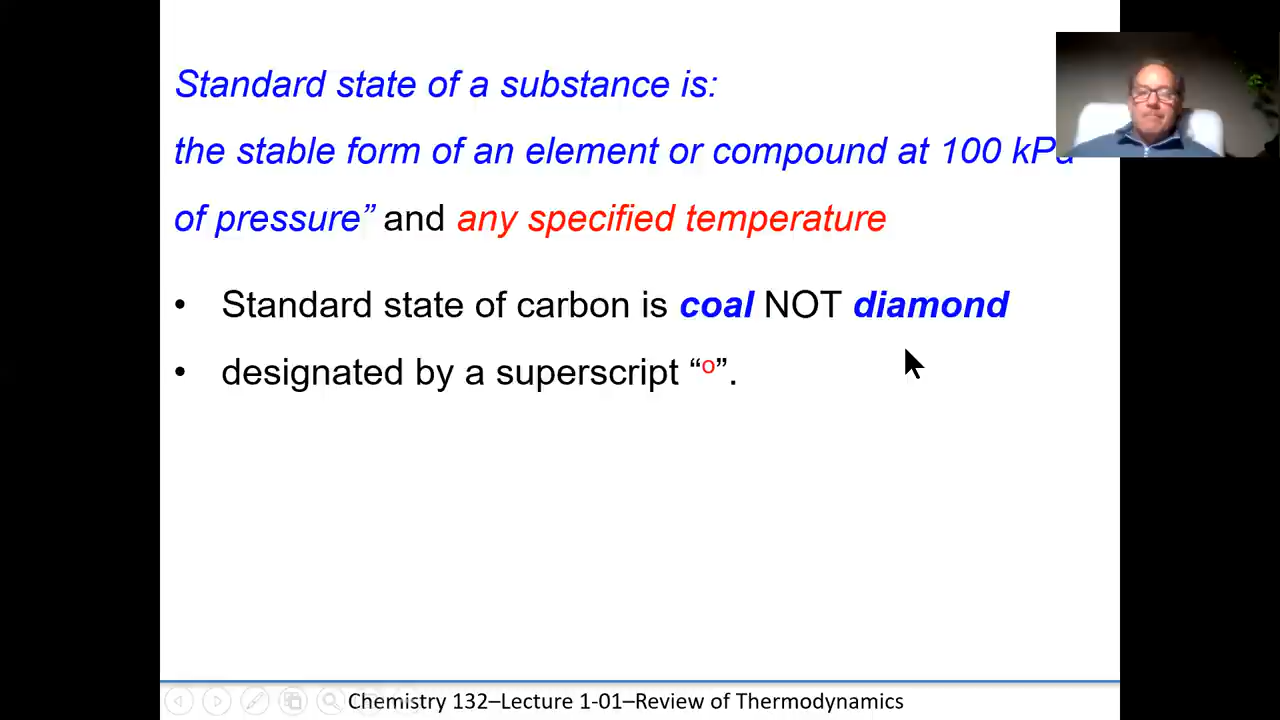 Standard state of a substance is:
the stable form of an element or compound at 100 kPa
of pressure” and any specified temperature
• Standard state of carbon is coal NOT diamond
• designated by a superscript “o”.
Chemistry 132–Lecture 1-01–Review of Thermodynamics